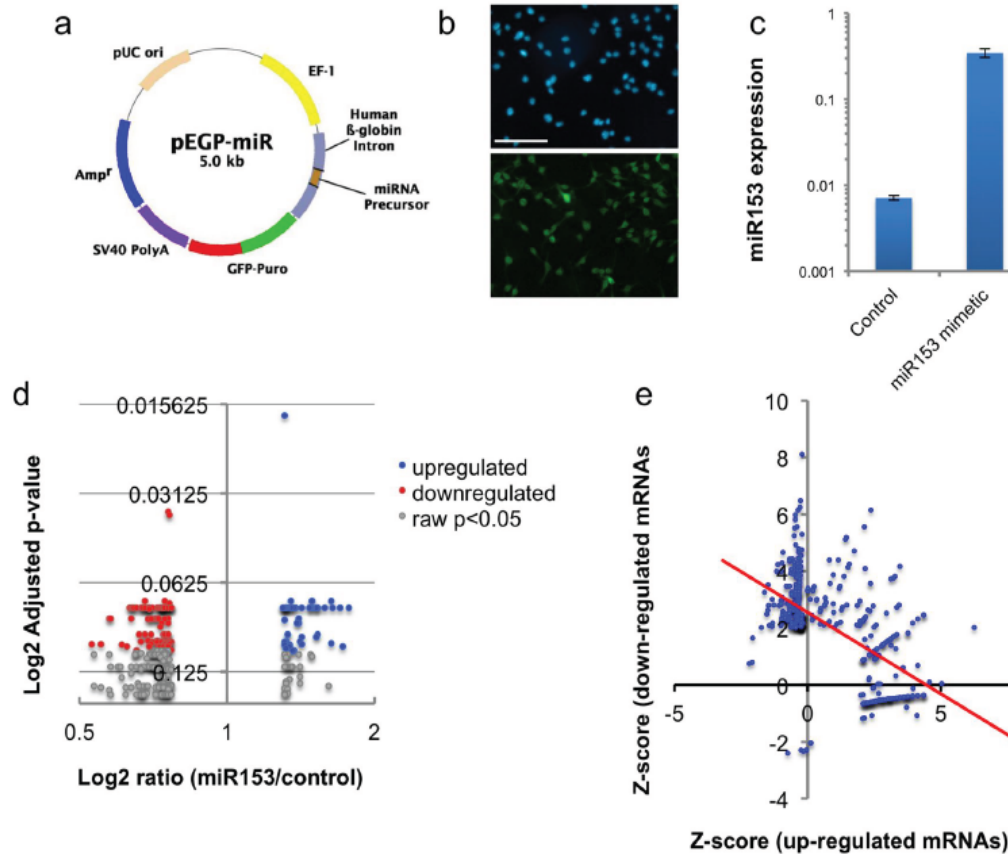 a
pUC ori
EF-1
Human
ß-globin
Intron
miRNA
Precursor
GFP-Puro
SV40 PolyA
Ampr
pEGP-miR
5.0 kb
b
c
miR153 expression
1
0.1
0.01
0.001
Control
miR153 mimetic
d
Log2 Adjusted p-value
0.015625
0.03125
0.0625
0.125
0.5
1
2
Log2 ratio (miR153/control)
upregulated
downregulated
raw p<0.05
e
Z-score (down-regulated mRNAs)
10
8
6
4
2
0
-2
-4
-5
0
5
Z-score (up-regulated mRNAs)